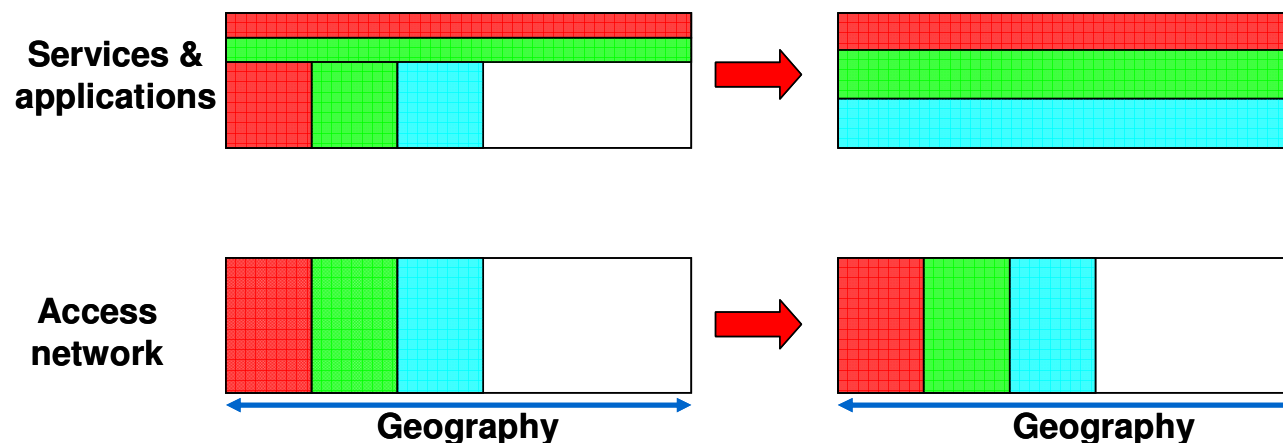 Services &
applications
Access
network
Geography
Geography